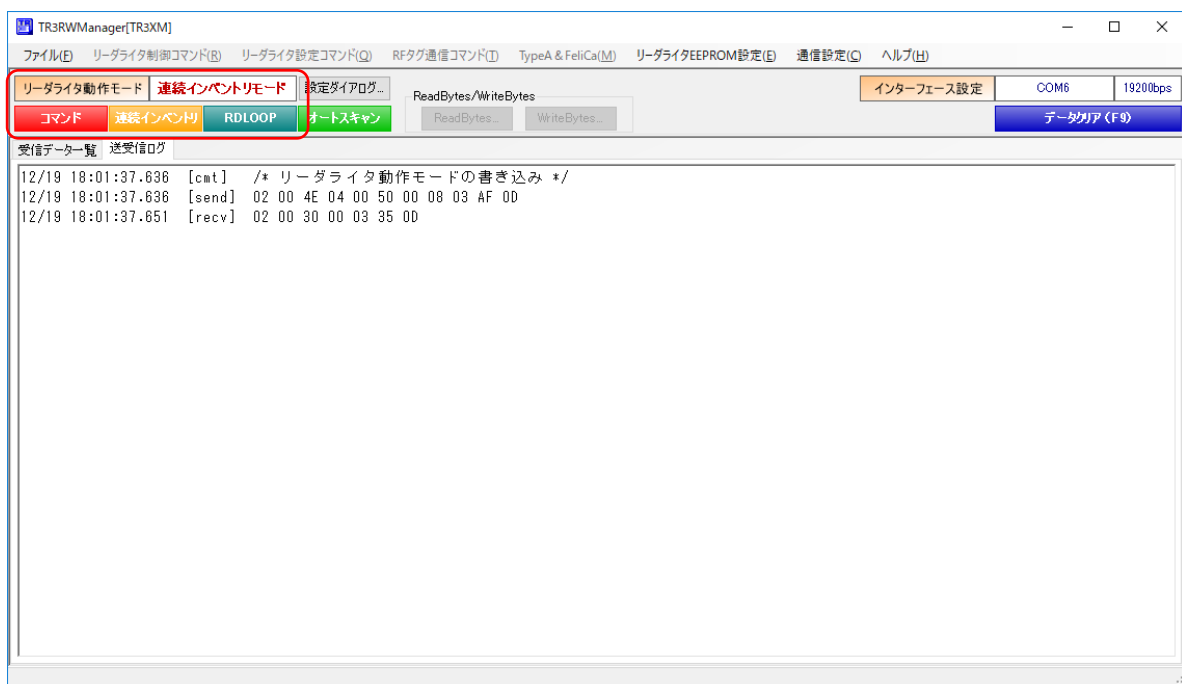 TR3RWManager[TR3XM]
ファイル(F) リーダライタ制御コマンド(R) リーダライタ設定コマンド(Q) RFタグ通信コマンド(T) TypeA & FeliCa(M) リーダライタEEPROM設定(E) 通信設定(C) ヘルプ(H)
リーダライタ動作モード 連続インベントリモード 設定ダイアログ... ReadBytes/WriteBytes インターフェース設定 COM6 19200bps
コマンド 連続インベントリ RDLOOP オートスキャン ReadBytes... WriteBytes... データクリア(F9)
受信データ一覧 送受信ログ
12/19 18:01:37.636 [cmt] /* リーダライタ動作モードの書き込み */
12/19 18:01:37.636 [send] 02 00 4E 04 00 50 00 08 03 AF 0D
12/19 18:01:37.651 [recv] 02 00 30 00 03 35 0D